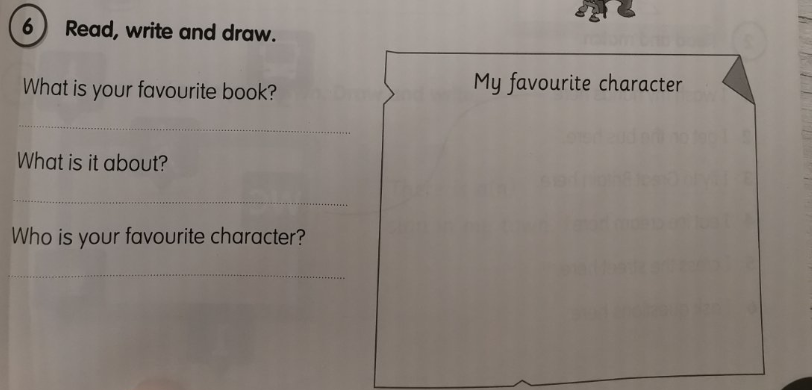 6 Read, write and draw.
What is your favourite book?
What is it about?
Who is your favourite character?
My favourite character